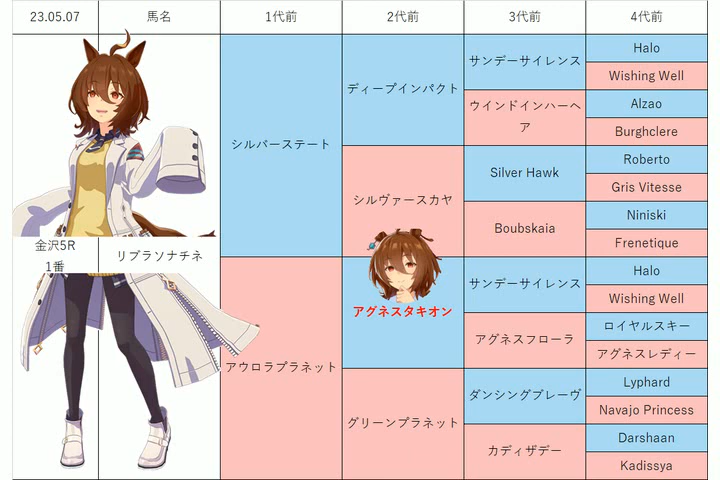 23.05.07 馬名 1代前 2代前 3代前 4代前
金沢5R
1番
リブラソナチネ
シルバーステート
アウロラプラネット
ディープインパクト
シルヴァースカヤ
アグネスタキオン
グリーンプラネット
サンデーサイレンス
ウインドインハーヘ
ア
Silver Hawk
Boubskaia
サンデーサイレンス
アグネスフローラ
ダンシングブレーヴ
カディザデー
Halo
Wishing Well
Alzao
Burghclere
Roberto
Gris Vitesse
Niniski
Frenetique
Halo
Wishing Well
ロイヤルスキー
アグネスレディー
Lyphard
Navajo Princess
Darshaan
Kadissya